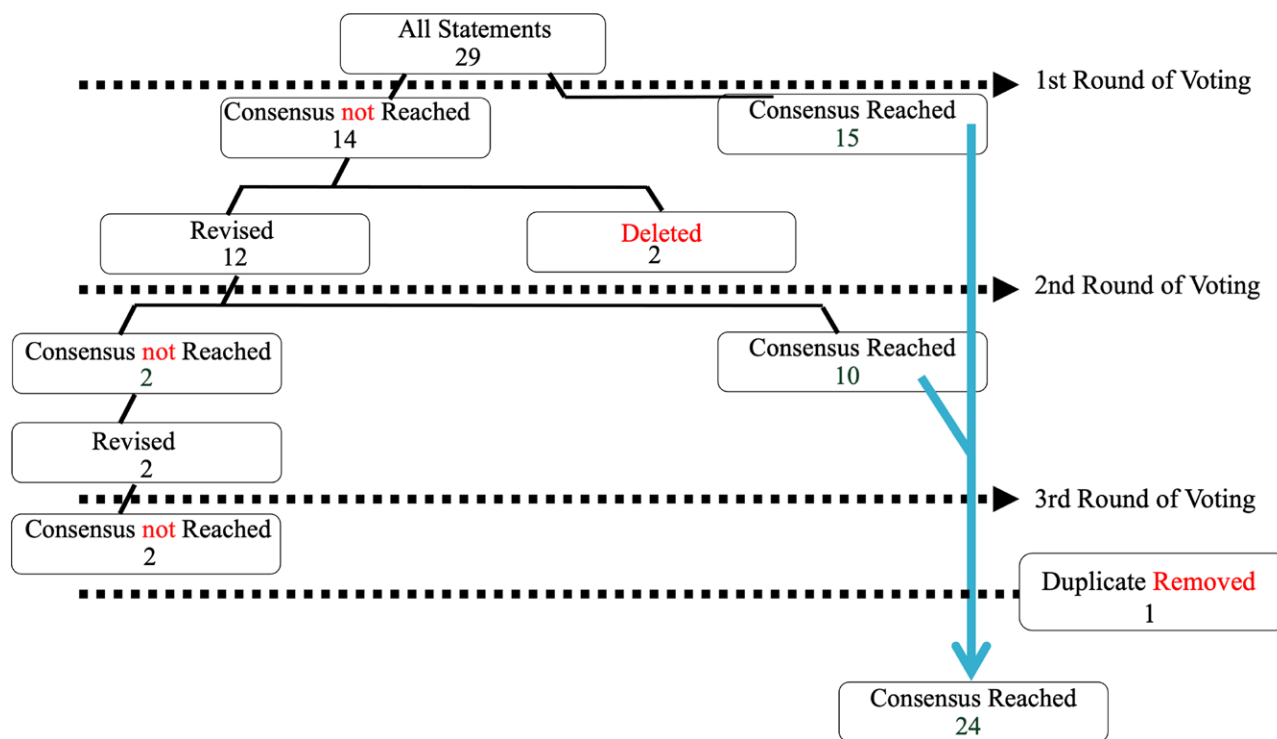 All Statements
29
1st Round of Voting
Consensus not Reached
14
Consensus Reached
15
Revised
12
Deleted
2
2nd Round of Voting
Consensus not Reached
2
Consensus Reached
10
Revised
2
3rd Round of Voting
Consensus not Reached
2
Duplicate Removed
1
Consensus Reached
24